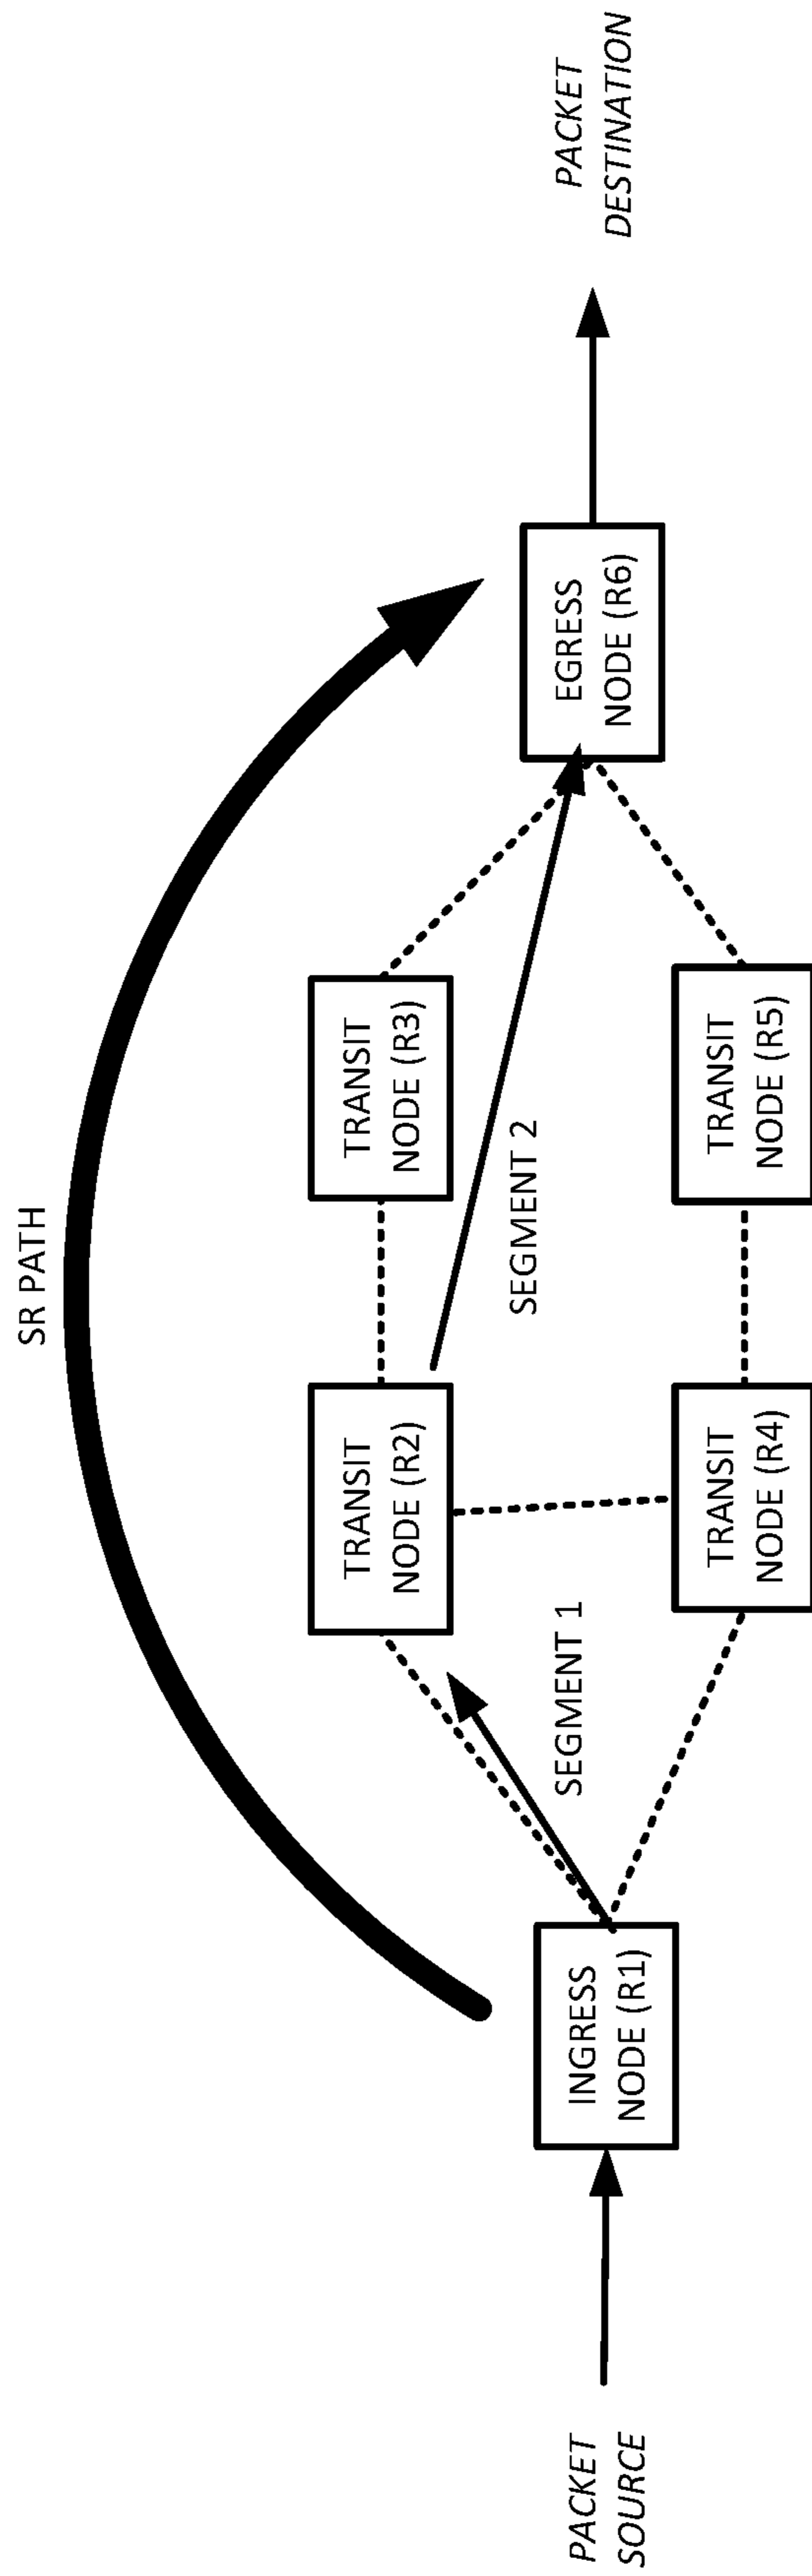 SR PATH
PACKET
SOURCE
INGRESS
NODE (R1)
SEGMENT 1
TRANSIT
NODE (R2)
TRANSIT
NODE (R3)
SEGMENT 2
TRANSIT
NODE (R4)
TRANSIT
NODE (R5)
EGRESS
NODE (R6)
PACKET
DESTINATION